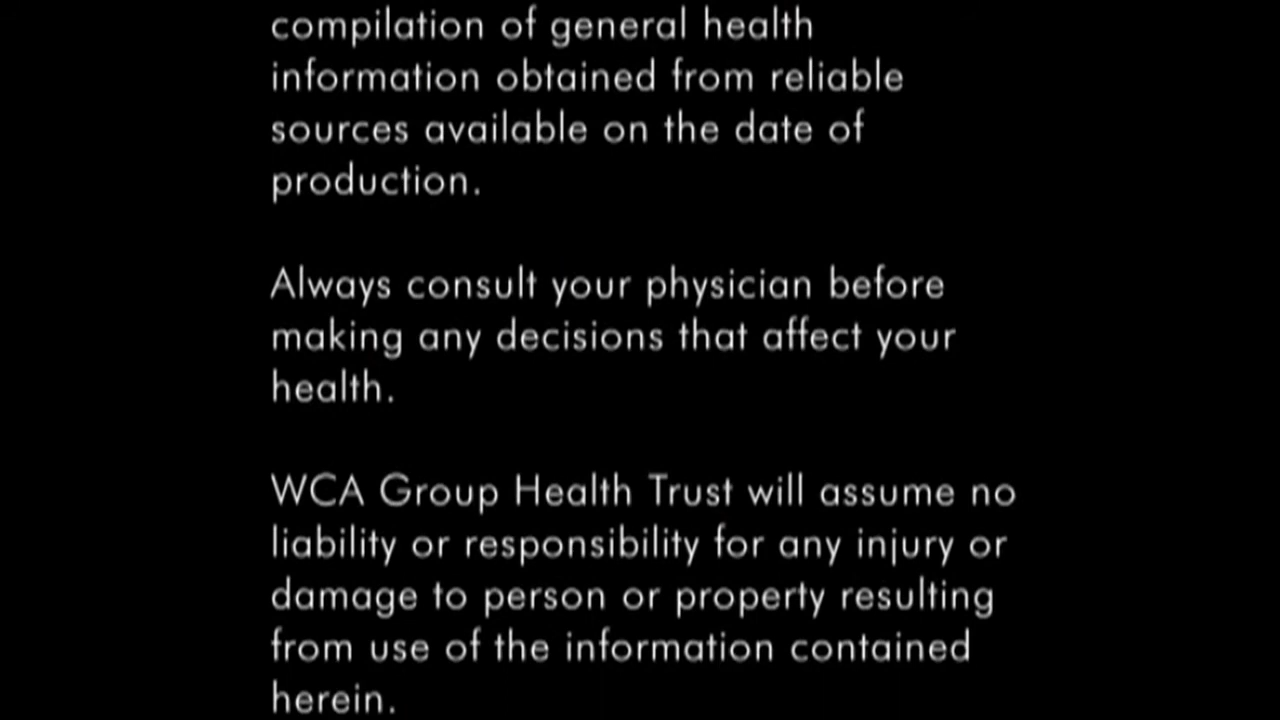 compilation of general health
information obtained from reliable
sources available on the date of
production.
Always consult your physician before
making any decisions that affect your
health.
WCA Group Health Trust will assume no
liability or responsibility for any injury or
damage to person or property resulting
from use of the information contained
herein.